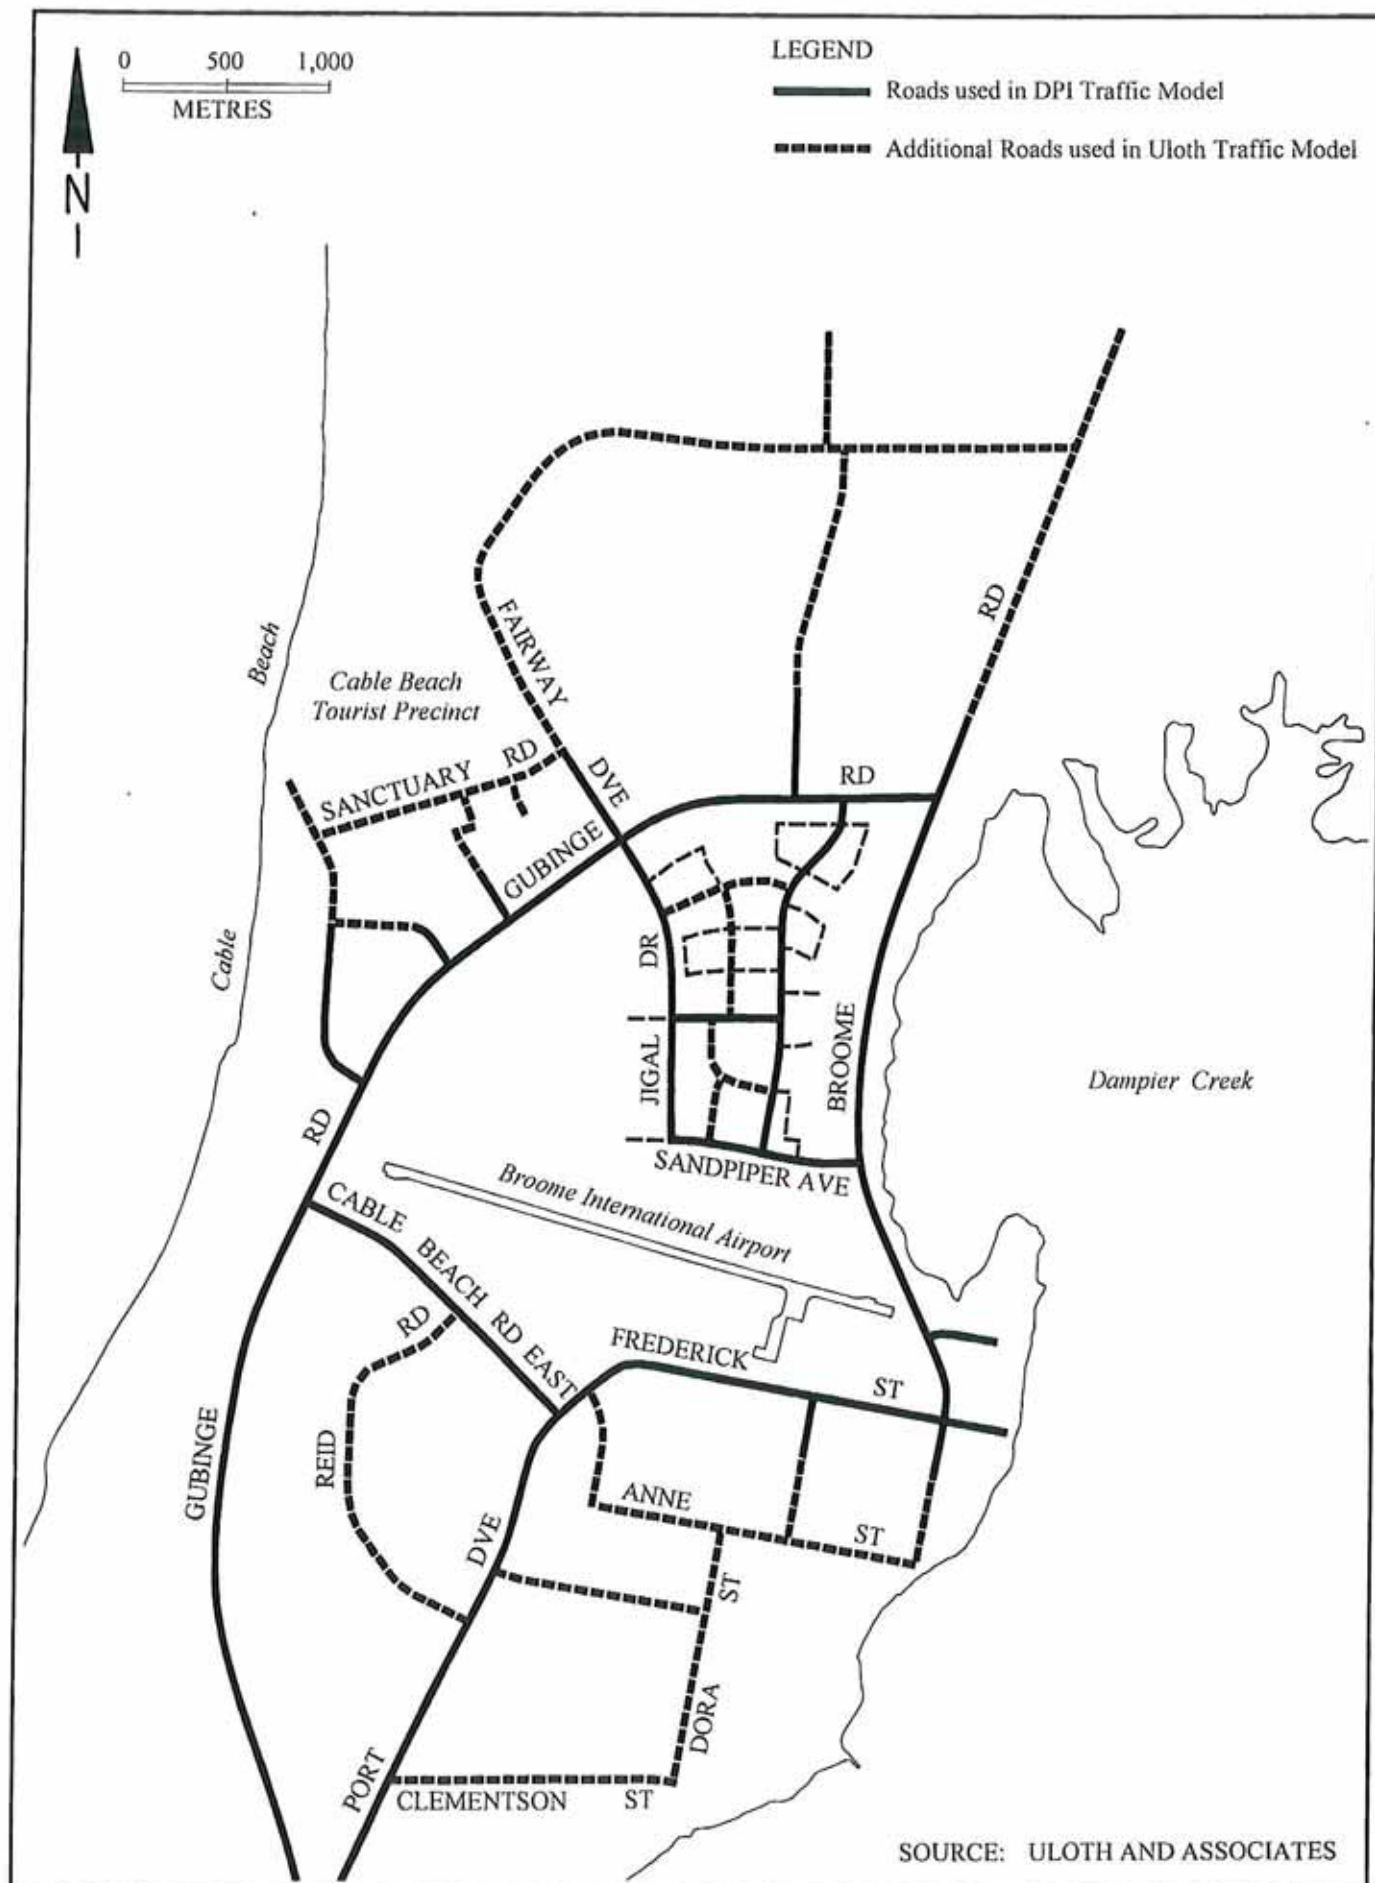 0 500 1,000
METRES
N
LEGEND
Roads used in DPI Traffic Model
Additional Roads used in Uloth Traffic Model
RD
FAIRWAY
Beach
Cable Beach
Tourist Precinct
SANCTUARY RD
DVE
RD
GUBINGE
Cable
DR
BROOME
JIGAL
Dampier Creek
RD
SANDPIPER AVE
Broome International Airport
CABLE BEACH RD EAST
RD
FREDERICK ST
GUBINGE
REID
ANNE ST
DVE
ST
DORA
PORT
CLEMENTSON ST
SOURCE: ULOTH AND ASSOCIATES